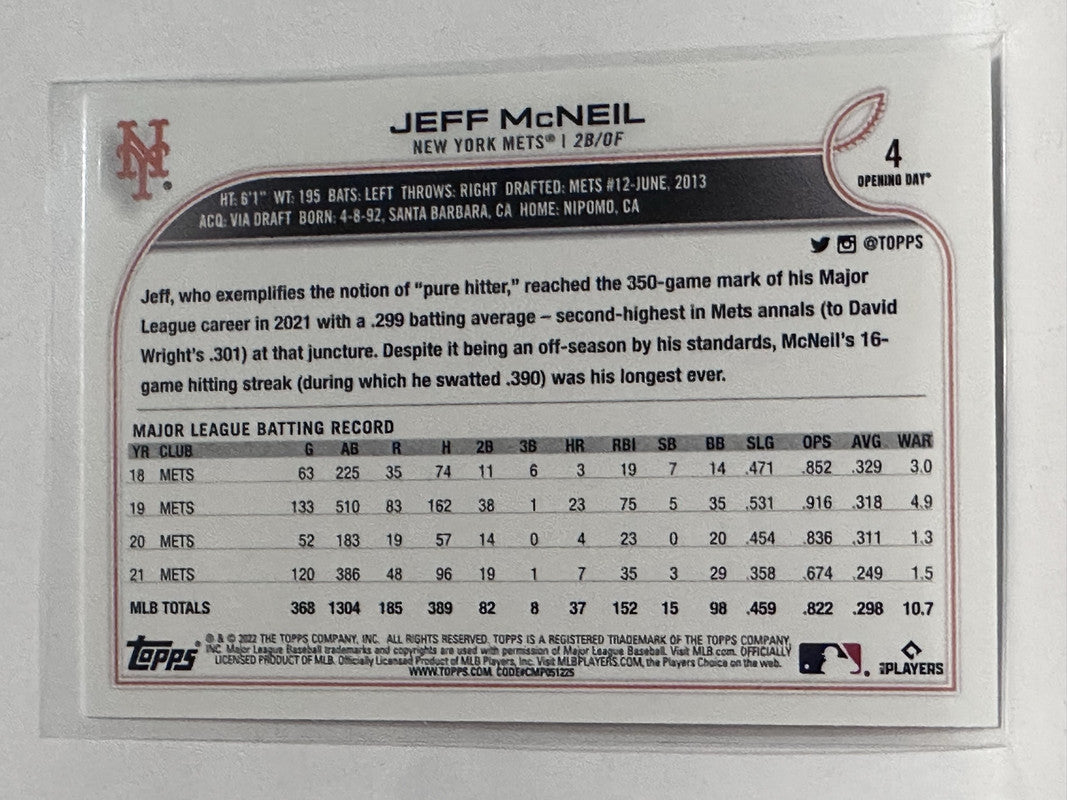 JEFF McNEIL
NEW YORK METS® | 2B/OF
4
OPENING DAY®
HT: 6'1" WT: 195 BATS: LEFT THROWS: RIGHT DRAFTED: METS #12-JUNE, 2013
ACQ: VIA DRAFT BORN: 4-8-92, SANTA BARBARA, CA HOME: NIPOMO, CA
@TOPPS
Jeff, who exemplifies the notion of “pure hitter,” reached the 350-game mark of his Major
League career in 2021 with a .299 batting average – second-highest in Mets annals (to David
Wright’s .301) at that juncture. Despite it being an off-season by his standards, McNeil’s 16-
game hitting streak (during which he swatted .390) was his longest ever.
MAJOR LEAGUE BATTING RECORD
YR CLUB G AB R H 2B 3B HR RBI SB BB SLG OPS AVG WAR
18 METS 63 225 35 74 11 6 3 19 7 14 .471 .852 .329 3.0
19 METS 133 510 83 162 38 1 23 75 5 35 .531 .916 .318 4.9
20 METS 52 183 19 57 14 0 4 23 0 20 .454 .836 .311 1.3
21 METS 120 386 48 96 19 1 7 35 3 29 .358 .674 .249 1.5
MLB TOTALS 368 1304 185 389 82 8 37 152 15 98 .459 .822 .298 10.7
Topps
® & © 2022 THE TOPPS COMPANY, INC. ALL RIGHTS RESERVED. TOPPS IS A REGISTERED TRADEMARK OF THE TOPPS COMPANY,
INC. Major League Baseball trademarks and copyrights are used with permission of Major League Baseball. Visit MLB.com. OFFICIALLY
LICENSED PRODUCT OF MLB. Officially Licensed Product of MLB Players, Inc. Visit MLBPLAYERS.COM, the Players Choice on the web.
WWW.TOPPS.COM. CODE#CMP051225
PLAYERS